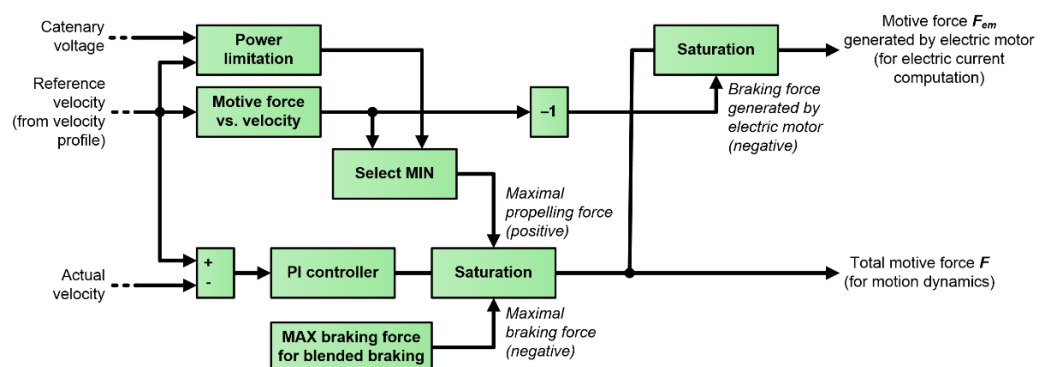 Catenary
voltage
Power
limitation
Reference
velocity
(from velocity
profile)
Motive force
vs. velocity
–1
Saturation
Motive force Fem
generated by electric motor
(for electric current
computation)
Braking force
generated by
electric motor
(negative)
Select MIN
Maximal
propelling force
(positive)
+
-
Actual
velocity
PI controller
Saturation
Total motive force F
(for motion dynamics)
MAX braking force
for blended braking
Maximal
braking force
(negative)